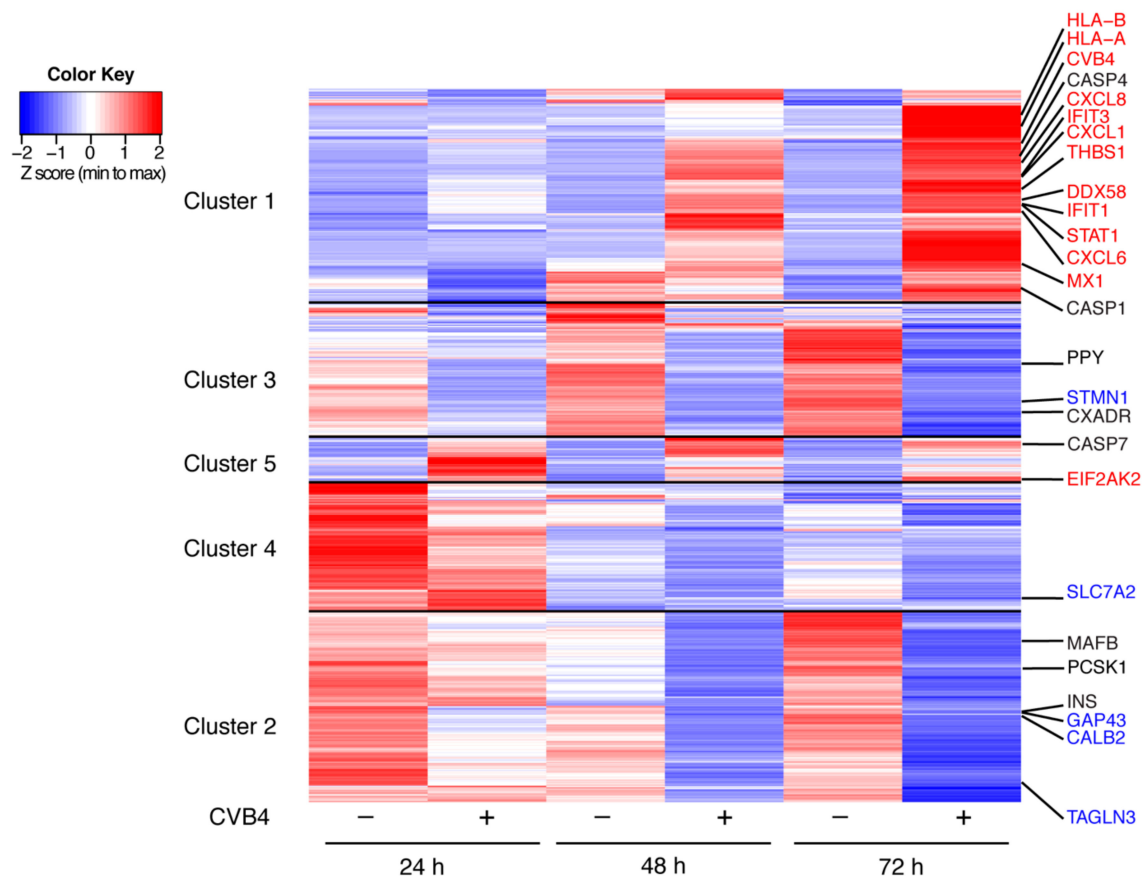 HLA−B
HLA−A
CVB4
CASP4
CXCL8
IFIT3
CXCL1
THBS1
DDX58
IFIT1
STAT1
CXCL6
MX1
CASP1
PPY
STMN1
CXADR
CASP7
EIF2AK2
SLC7A2
MAFB
PCSK1
INS
GAP43
CALB2
TAGLN3
Color Key
−2 −1 0 1 2
Z score (min to max)
Cluster 1
Cluster 3
Cluster 5
Cluster 4
Cluster 2
CVB4 − + − + − +
24 h 48 h 72 h